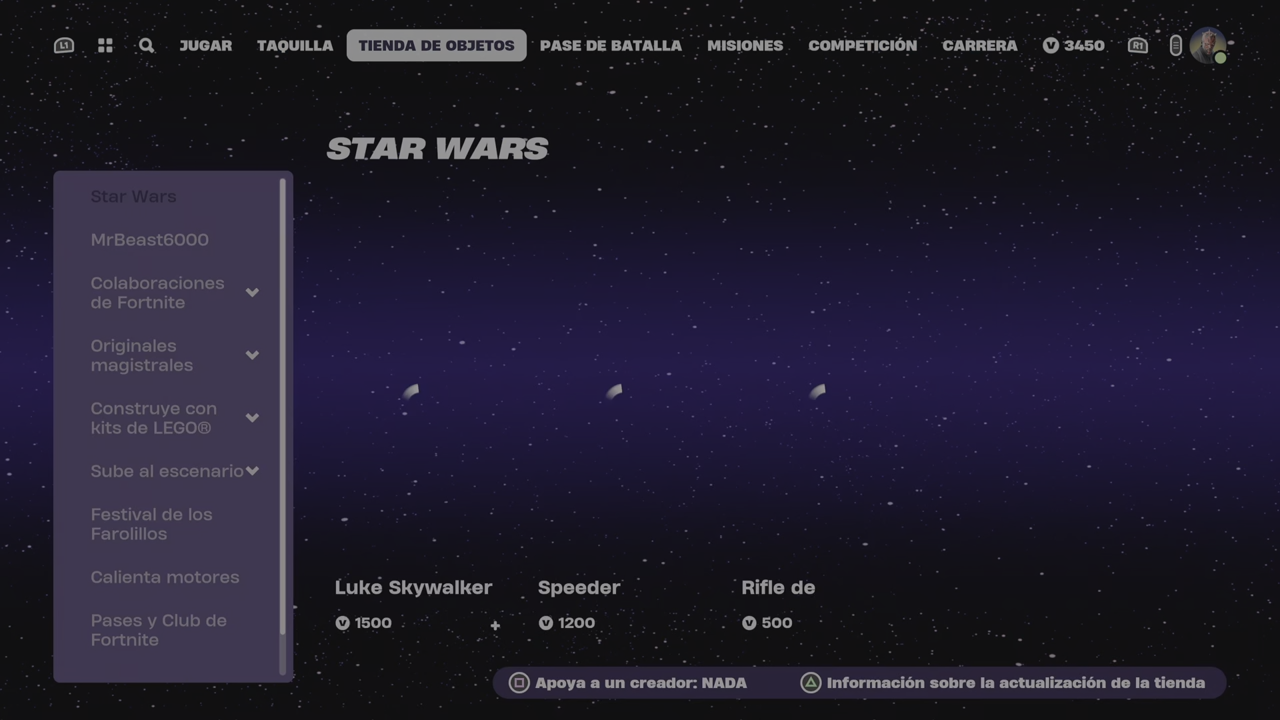 L1 JUGAR TAQUILLA TIENDA DE OBJETOS PASE DE BATALLA MISIONES COMPETICIÓN CARRERA V 3450 R1
STAR WARS
Star Wars
MrBeast6000
Colaboraciones
de Fortnite
Originales
magistrales
Construye con
kits de LEGO®
Sube al escenario
Festival de los
Farolillos
Calienta motores
Pases y Club de
Fortnite
Luke Skywalker
V 1500
Speeder
V 1200
Rifle de
V 500
Apoya a un creador: NADA
Información sobre la actualización de la tienda